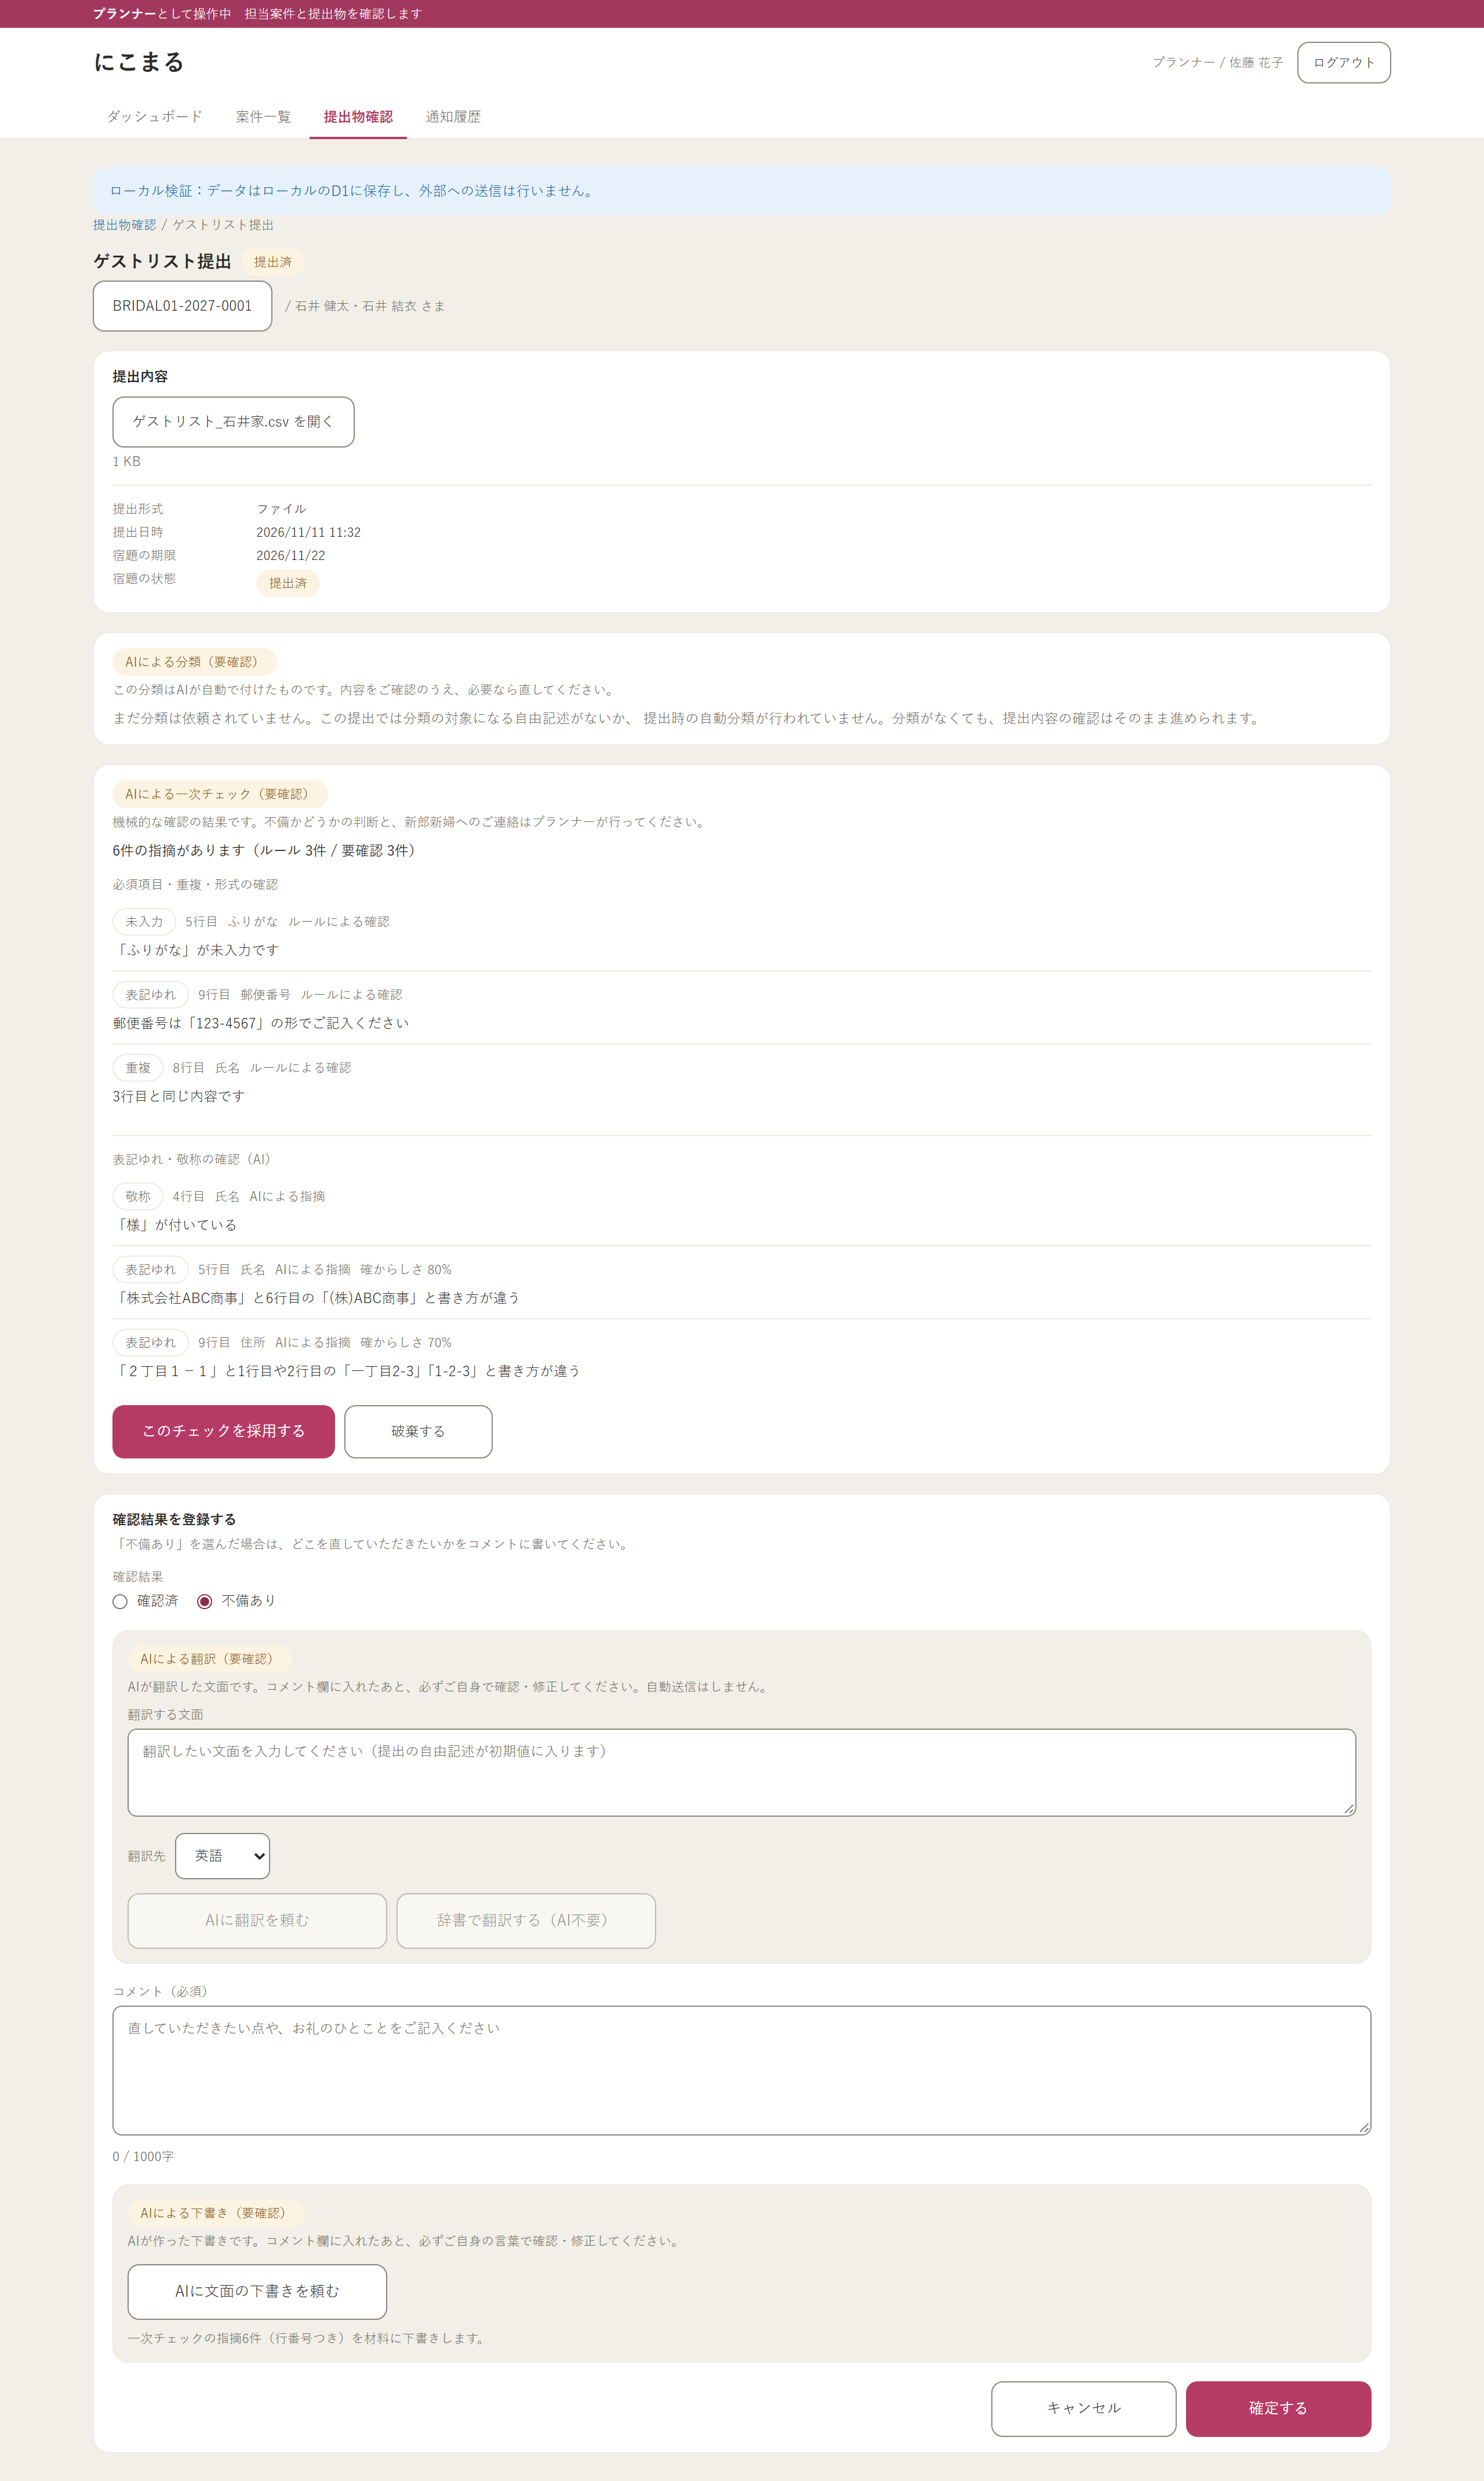 プランナーとして操作中 担当案件と提出物を確認します
にこまる
プランナー / 佐藤 花子
ログアウト
ダッシュボード
案件一覧
提出物確認
通知履歴
ローカル検証：データはローカルのD1に保存し、外部への送信は行いません。
提出物確認 / ゲストリスト提出
ゲストリスト提出
提出済
BRIDAL01-2027-0001
/ 石井 健太・石井 結衣 さま
提出内容
ゲストリスト_石井家.csv を開く
1 KB
提出形式 ファイル
提出日時 2026/11/11 11:32
宿題の期限 2026/11/22
宿題の状態 提出済
AIによる分類（要確認）
この分類はAIが自動で付けたものです。内容をご確認のうえ、必要なら直してください。
まだ分類は依頼されていません。この提出では分類の対象になる自由記述がないか、 提出時の自動分類が行われていません。分類がなくても、提出内容の確認はそのまま進められます。
AIによる一次チェック（要確認）
機械的な確認の結果です。不備かどうかの判断と、新郎新婦へのご連絡はプランナーが行ってください。
6件の指摘があります（ルール 3件 / 要確認 3件）
必須項目・重複・形式の確認
未入力 5行目 ふりがな ルールによる確認
「ふりがな」が未入力です
表記ゆれ 9行目 郵便番号 ルールによる確認
郵便番号は「123-4567」の形でご記入ください
重複 8行目 氏名 ルールによる確認
3行目と同じ内容です
表記ゆれ・敬称の確認（AI）
敬称 4行目 氏名 AIによる指摘
「様」が付いている
表記ゆれ 5行目 氏名 AIによる指摘 確からしさ 80%
「株式会社ABC商事」と6行目の「(株)ABC商事」と書き方が違う
表記ゆれ 9行目 住所 AIによる指摘 確からしさ 70%
「２丁目１－１」と1行目や2行目の「一丁目2-3」「1-2-3」と書き方が違う
このチェックを採用する
破棄する
確認結果を登録する
「不備あり」を選んだ場合は、どこを直していただきたいかをコメントに書いてください。
確認結果
確認済
不備あり
AIによる翻訳（要確認）
AIが翻訳した文面です。コメント欄に入れたあと、必ずご自身で確認・修正してください。自動送信はしません。
翻訳する文面
翻訳したい文面を入力してください（提出の自由記述が初期値に入ります）
翻訳先 英語
AIに翻訳を頼む
辞書で翻訳する（AI不要）
コメント（必須）
直していただきたい点や、お礼のひとことをご記入ください
0 / 1000字
AIによる下書き（要確認）
AIが作った下書きです。コメント欄に入れたあと、必ずご自身の言葉で確認・修正してください。
AIに文面の下書きを頼む
一次チェックの指摘6件（行番号つき）を材料に下書きします。
キャンセル
確定する